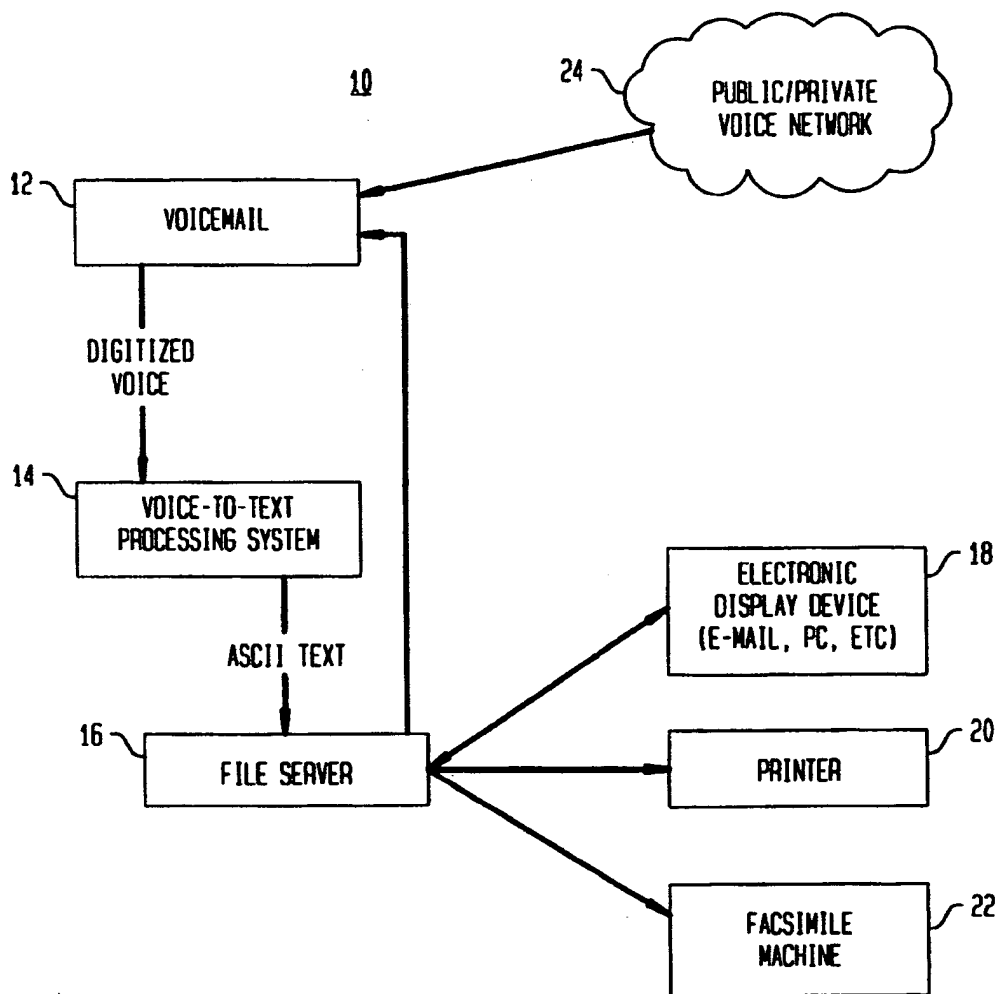 10
24
PUBLIC/PRIVATE
VOICE NETWORK
12
VOICEMAIL
DIGITIZED
VOICE
14
VOICE-TO-TEXT
PROCESSING SYSTEM
18
ELECTRONIC
DISPLAY DEVICE
(E-MAIL, PC, ETC)
ASCII TEXT
16
FILE SERVER
20
PRINTER
22
FACSIMILE
MACHINE